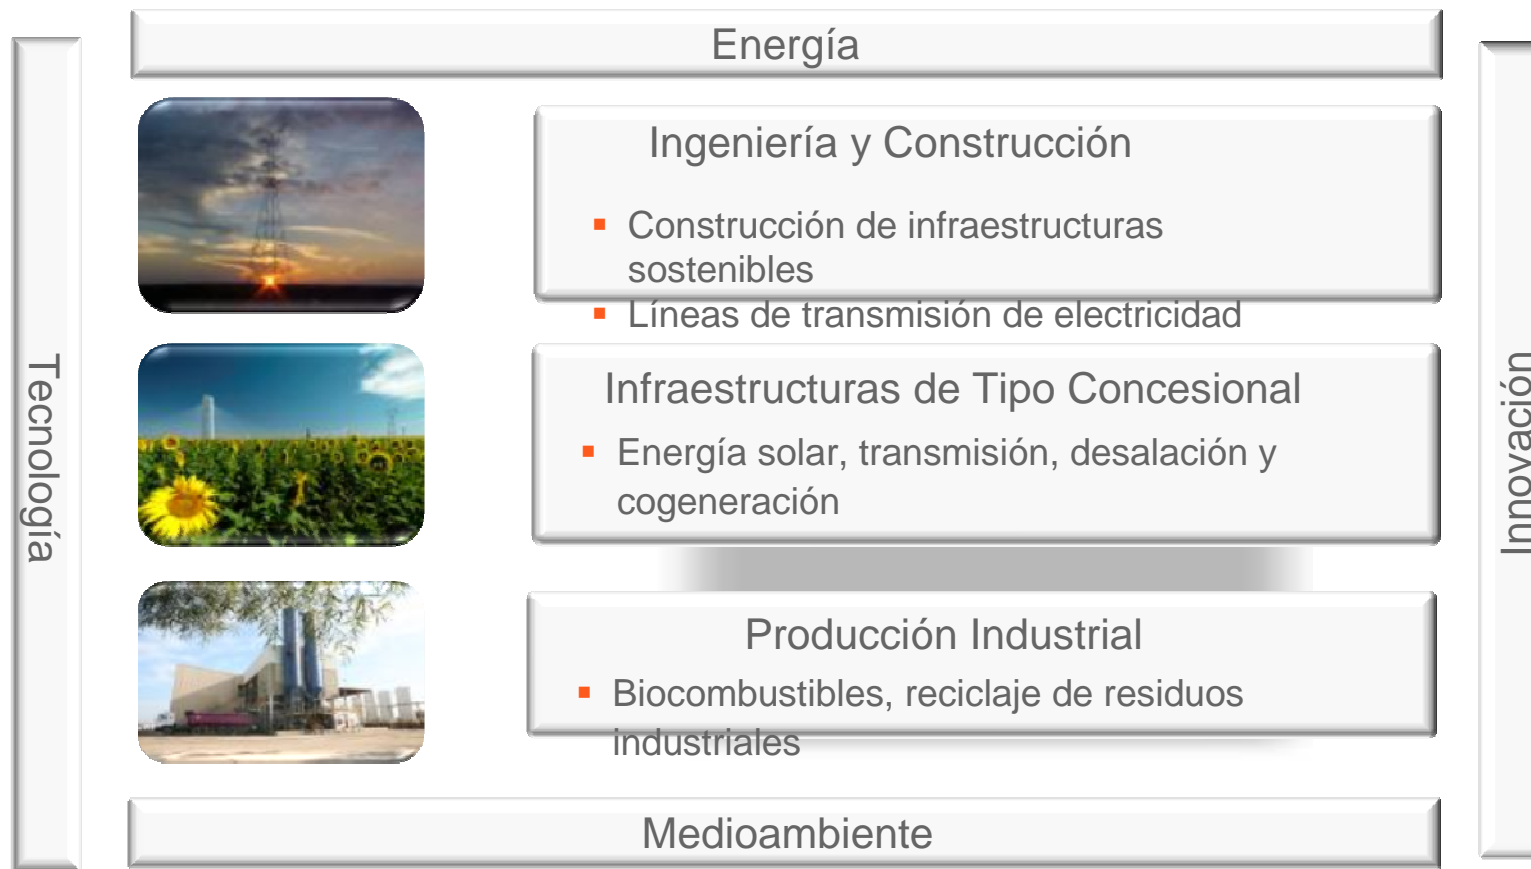 Energía
Tecnología
Ingeniería y Construcción
▪ Construcción de infraestructuras
sostenibles
▪ Líneas de transmisión de electricidad
Infraestructuras de Tipo Concesional
▪ Energía solar, transmisión, desalación y
cogeneración
Producción Industrial
▪ Biocombustibles, reciclaje de residuos
industriales
Innovación
Medioambiente